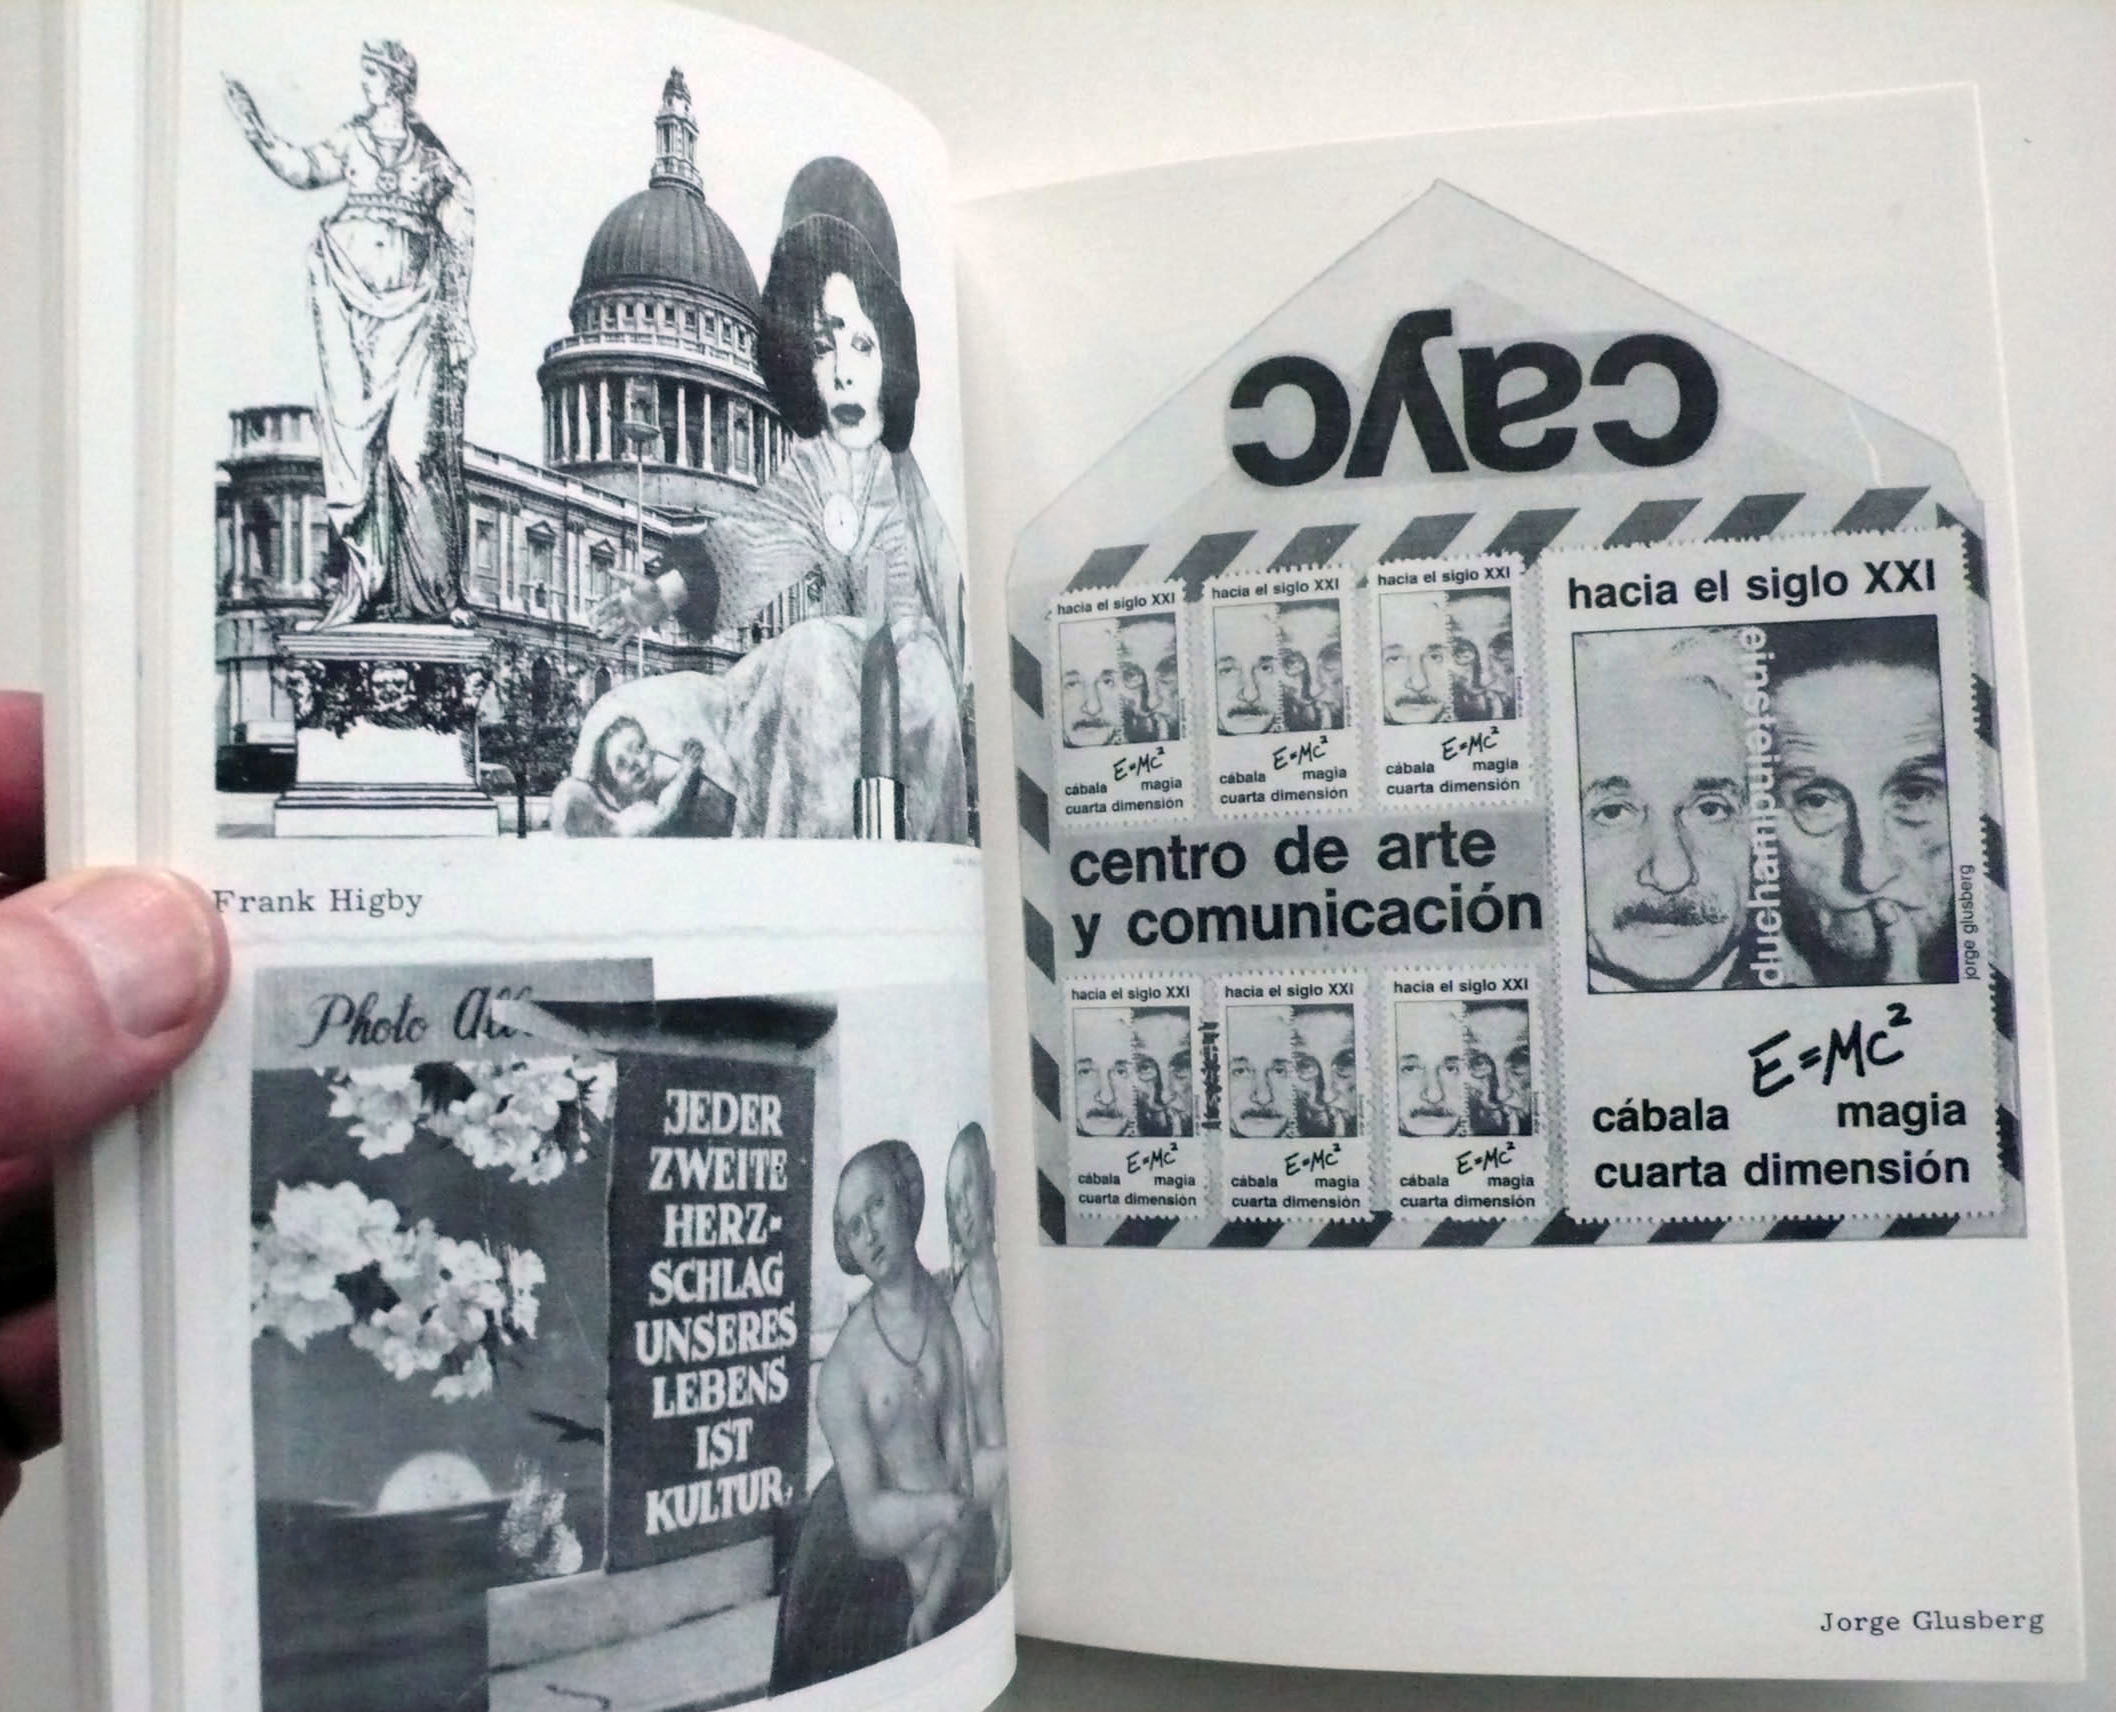 Frank Higby
Photo Al
JEDER
ZWEITE
HERZ-
SCHLAG
UNSERES
LEBENS
IST
KULTUR,
cayc
hacia el siglo XXI
E=Mc²
cábala magia
cuarta dimensión
hacia el siglo XXI
E=Mc²
cábala magia
cuarta dimensión
hacia el siglo XXI
E=Mc²
cábala magia
cuarta dimensión
centro de arte
y comunicación
hacia el siglo XXI
E=Mc²
cábala magia
cuarta dimensión
hacia el siglo XXI
E=Mc²
cábala magia
cuarta dimensión
hacia el siglo XXI
E=Mc²
cábala magia
cuarta dimensión
hacia el siglo XXI
duchampeinstein
jorge glusberg
E=Mc²
cábala magia
cuarta dimensión
Jorge Glusberg